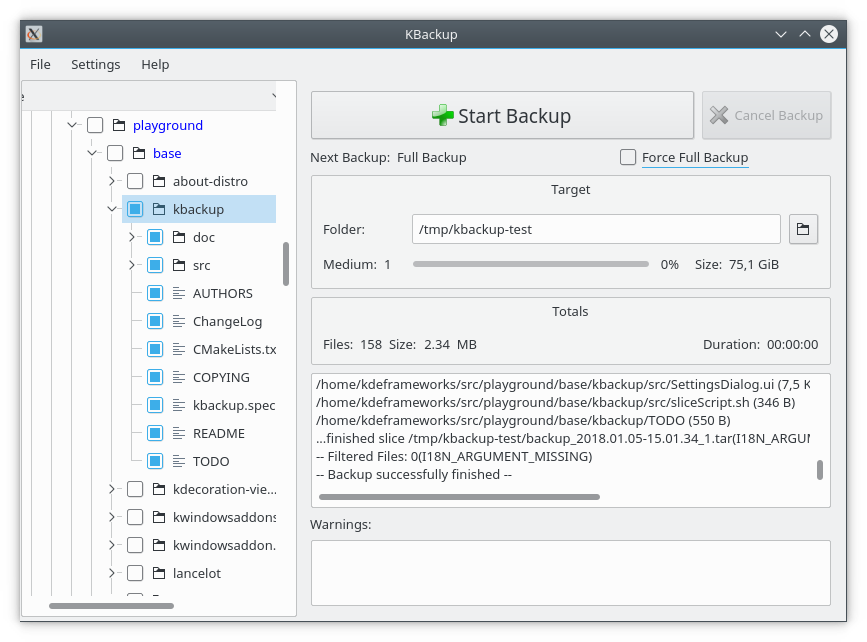 KBackup
File Settings Help
playground
base
about-distro
kbackup
doc
src
AUTHORS
ChangeLog
CMakeLists.tx
COPYING
kbackup.spec
README
TODO
kdecoration-vie...
kwindowsaddons
kwindowsaddon.
lancelot
Start Backup
Cancel Backup
Next Backup: Full Backup
Force Full Backup
Target
Folder: /tmp/kbackup-test
Medium: 1 0% Size: 75,1 GiB
Totals
Files: 158 Size: 2.34 MB Duration: 00:00:00
/home/kdeframeworks/src/playground/base/kbackup/src/SettingsDialog.ui (7,5 K
/home/kdeframeworks/src/playground/base/kbackup/src/sliceScript.sh (346 B)
/home/kdeframeworks/src/playground/base/kbackup/TODO (550 B)
...finished slice /tmp/kbackup-test/backup_2018.01.05-15.01.34_1.tar(I18N_ARGUM
-- Filtered Files: 0(I18N_ARGUMENT_MISSING)
-- Backup successfully finished --
Warnings: